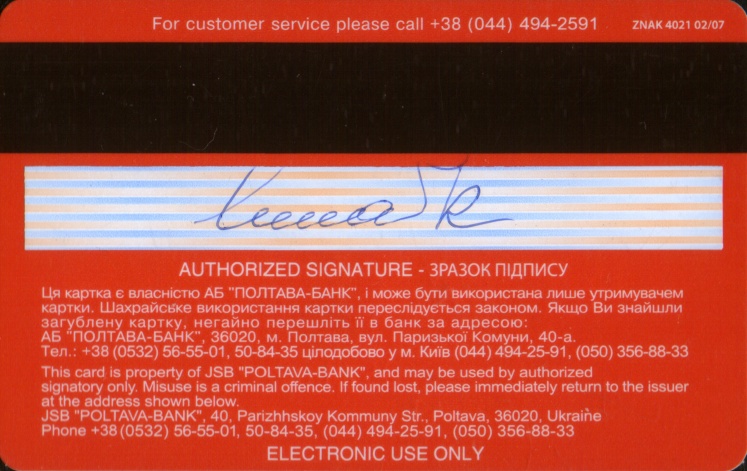 For customer service please call +38 (044) 494-2591 ZNAK 4021 02/07
AUTHORIZED SIGNATURE - ЗРАЗОК ПІДПИСУ
Ця картка є власністю АБ "ПОЛТАВА-БАНК", і може бути використана лише утримувачем
картки. Шахрайське використання картки переслідується законом. Якщо Ви знайшли
загублену картку, негайно перешліть її в банк за адресою:
АБ "ПОЛТАВА-БАНК", 36020, м. Полтава, вул. Паризької Комуни, 40-а.
Тел.: +38 (0532) 56-55-01, 50-84-35 цілодобово у м. Київ (044) 494-25-91, (050) 356-88-33
This card is property of JSB "POLTAVA-BANK", and may be used by authorized
signatory only. Misuse is a criminal offence. If found lost, please immediately return to the issuer
at the address shown below.
JSB "POLTAVA-BANK", 40, Parizhhskoy Kommuny Str., Poltava, 36020, Ukraine
Phone +38 (0532) 56-55-01, 50-84-35, (044) 494-25-91, (050) 356-88-33
ELECTRONIC USE ONLY